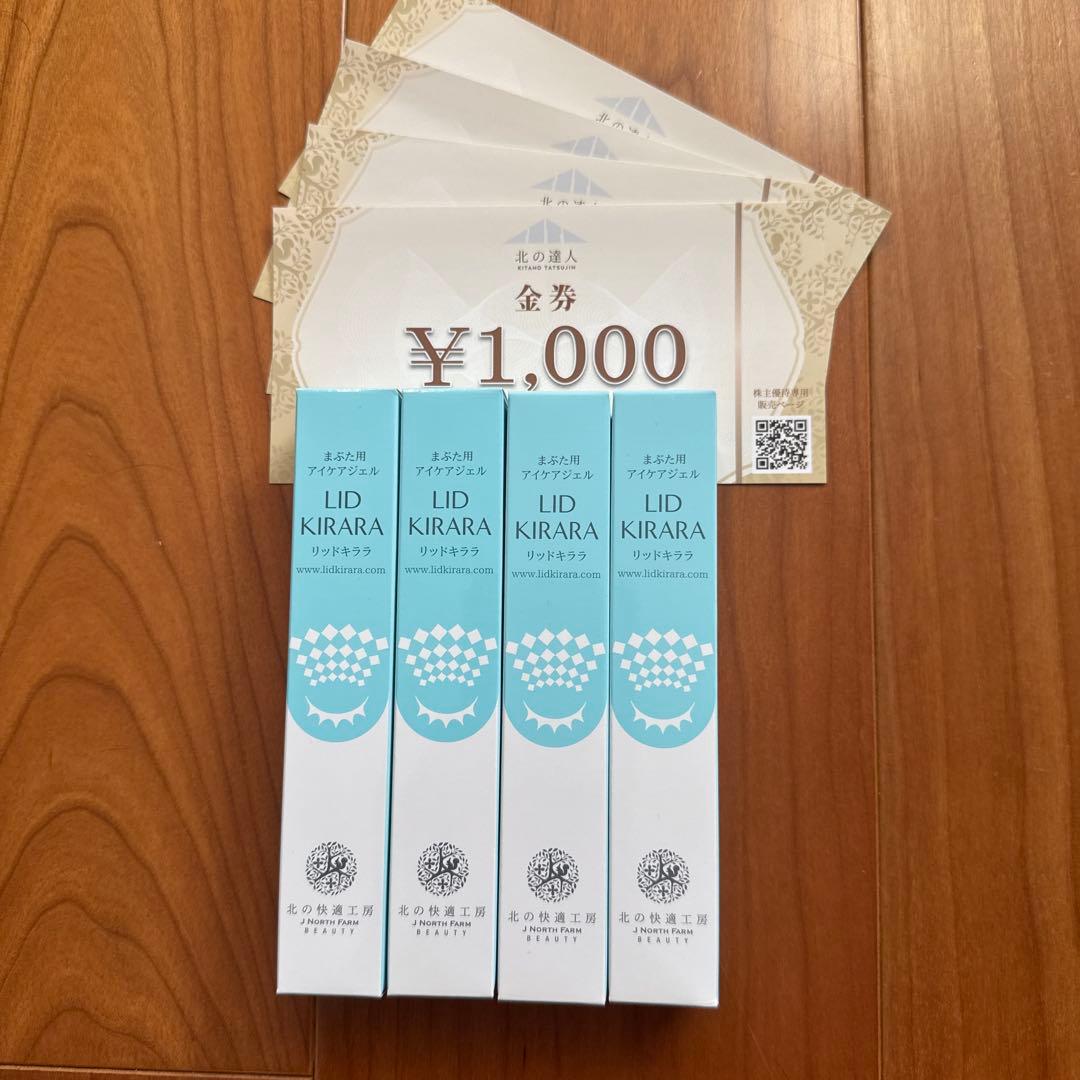 北の達
北の達
北の達人
KITANO TATSUJIN
金券
¥1,000
株主優待専用
販売ページ
まぶた用
アイケアジェル
LID
KIRARA
リッドキララ
www.lidkirara.com
北の快適工房
J NORTH FARM
BEAUTY
まぶた用
アイケアジェル
LID
KIRARA
リッドキララ
www.lidkirara.com
北の快適工房
J NORTH FARM
BEAUTY
まぶた用
アイケアジェル
LID
KIRARA
リッドキララ
www.lidkirara.com
北の快適工房
J NORTH FARM
BEAUTY
まぶた用
アイケアジェル
LID
KIRARA
リッドキララ
www.lidkirara.com
北の快適工房
J NORTH FARM
BEAUTY